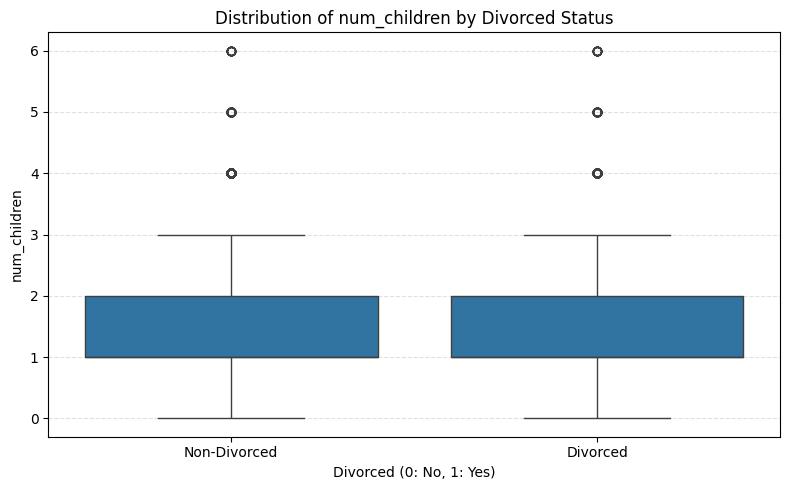 Distribution of num_children by Divorced Status
num_children
6
5
4
3
2
1
0
Non-Divorced
Divorced
Divorced (0: No, 1: Yes)